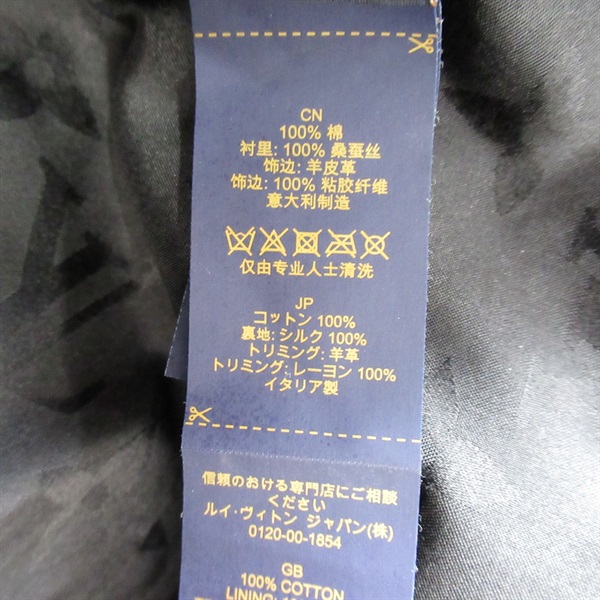 CN
100% 棉
衬里: 100% 桑蚕丝
饰边: 羊皮革
饰边: 100% 粘胶纤维
意大利制造
仅由专业人士清洗
JP
コットン 100%
裏地: シルク 100%
トリミング: 羊革
トリミング: レーヨン 100%
イタリア製
信頼のおける専門店にご相談
ください
ルイ･ヴィトン ジャパン(株)
0120-00-1854
GB
100% COTTON
LINING: